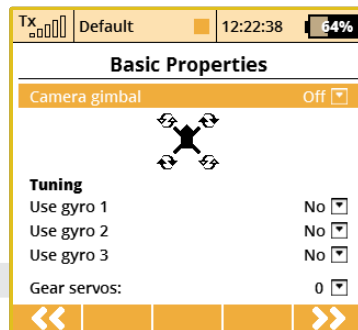 Tx Default 12:22:38 64%
Basic Properties
Camera gimbal Off
Tuning
Use gyro 1 No
Use gyro 2 No
Use gyro 3 No
Gear servos: 0